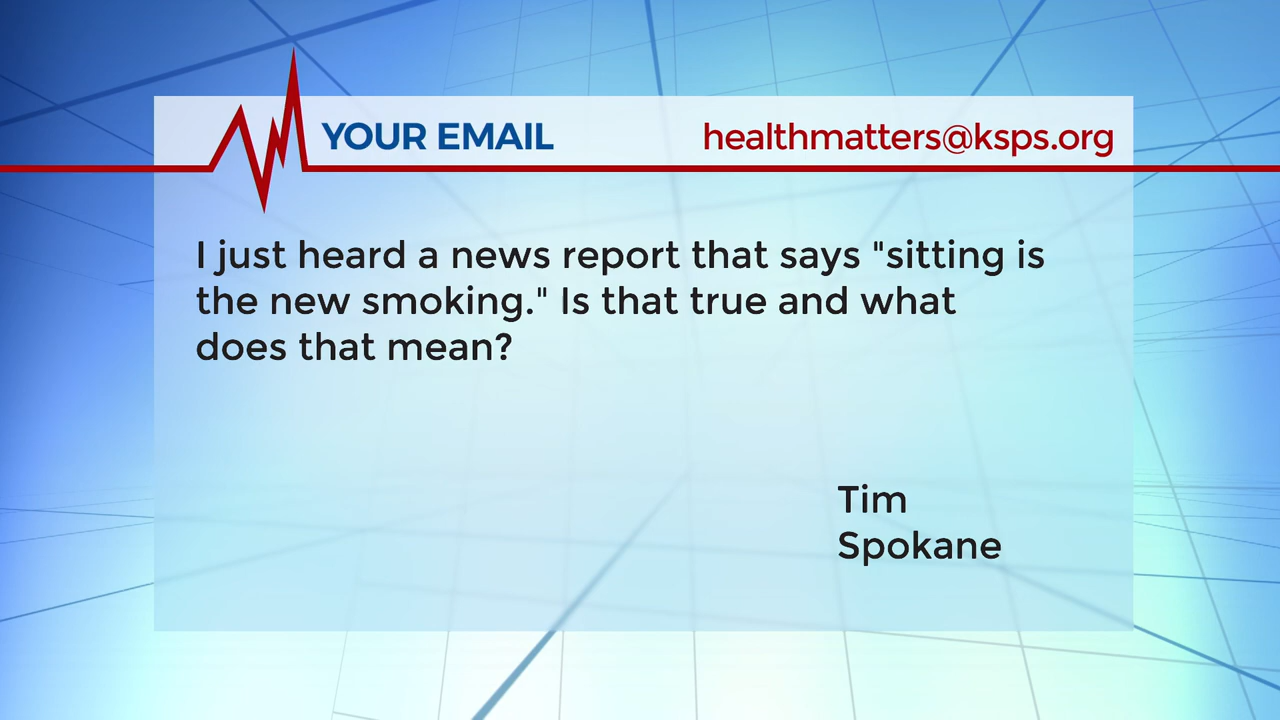 YOUR EMAIL healthmatters@ksps.org
I just heard a news report that says "sitting is
the new smoking." Is that true and what
does that mean?
Tim
Spokane